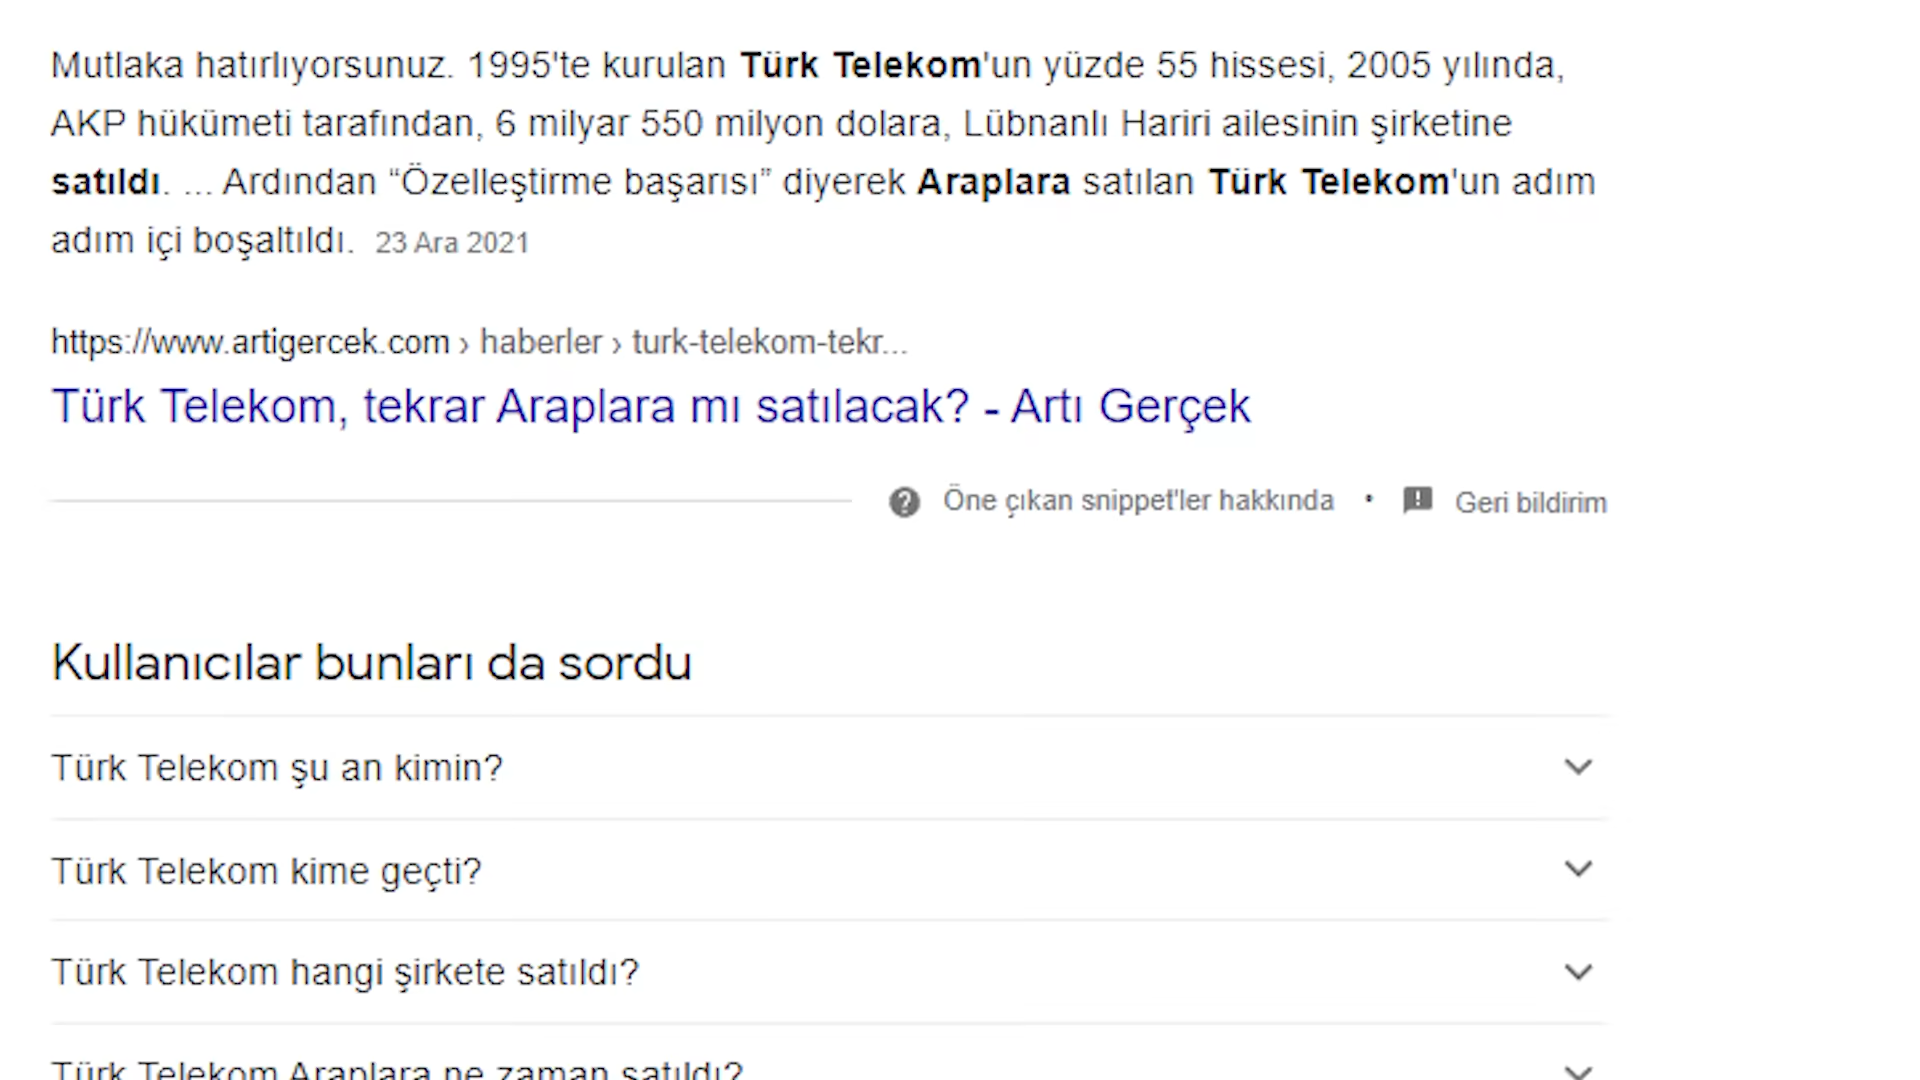 Mutlaka hatırlıyorsunuz. 1995'te kurulan Türk Telekom'un yüzde 55 hissesi, 2005 yılında,
AKP hükümeti tarafından, 6 milyar 550 milyon dolara, Lübnanlı Hariri ailesinin şirketine
satıldı. ... Ardından “Özelleştirme başarısı” diyerek Araplara satılan Türk Telekom'un adım
adım içi boşaltıldı. 23 Ara 2021
https://www.artigercek.com › haberler › turk-telekom-tekr...
Türk Telekom, tekrar Araplara mı satılacak? - Artı Gerçek
Öne çıkan snippet'ler hakkında • Geri bildirim
Kullanıcılar bunları da sordu
Türk Telekom şu an kimin?
Türk Telekom kime geçti?
Türk Telekom hangi şirkete satıldı?
Türk Telekom Araplara ne zaman satıldı?